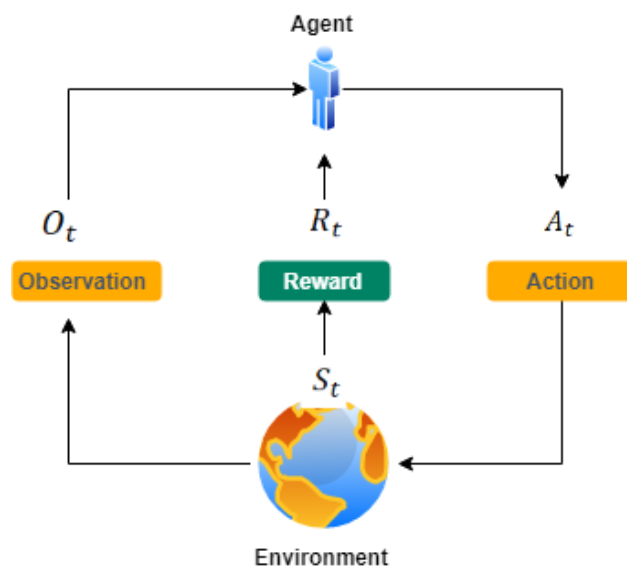 Agent
O_t R_t A_t
Observation Reward Action
S_t
Environment